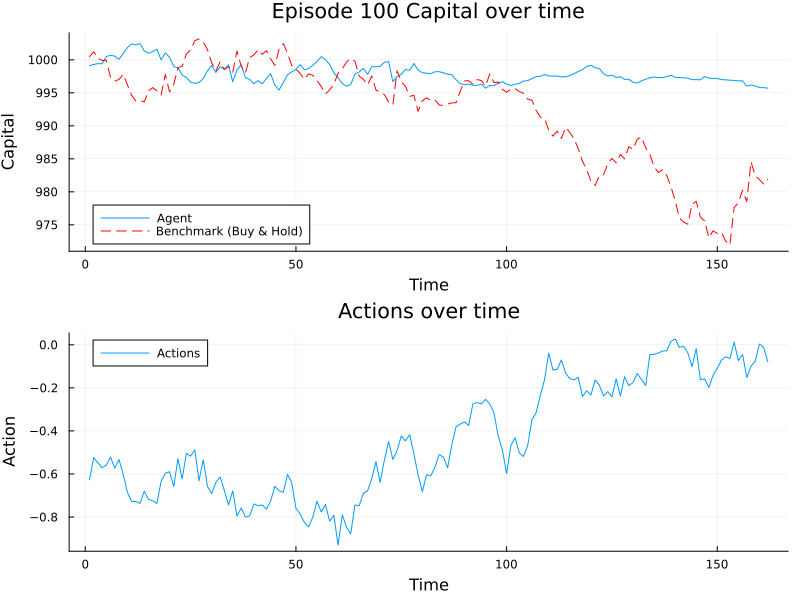 Episode 100 Capital over time
Capital
1000
995
990
985
980
975
Agent
Benchmark (Buy & Hold)
0
50
100
150
Time
Actions over time
Action
0.0
−0.2
−0.4
−0.6
−0.8
Actions
0
50
100
150
Time